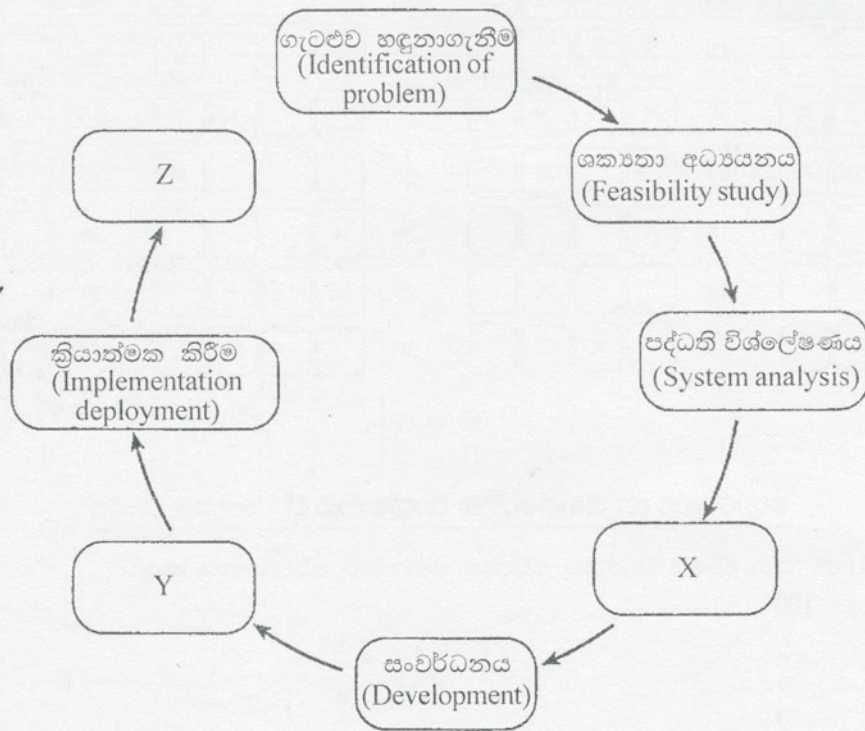 ගැටළුව හඳුනාගැනීම
(Identification of
problem)
ශක්‍යතා අධ්‍යයනය
(Feasibility study)
පද්ධති විශ්ලේෂණය
(System analysis)
X
සංවර්ධනය
(Development)
Y
ක්‍රියාත්මක කිරීම
(Implementation
deployment)
Z